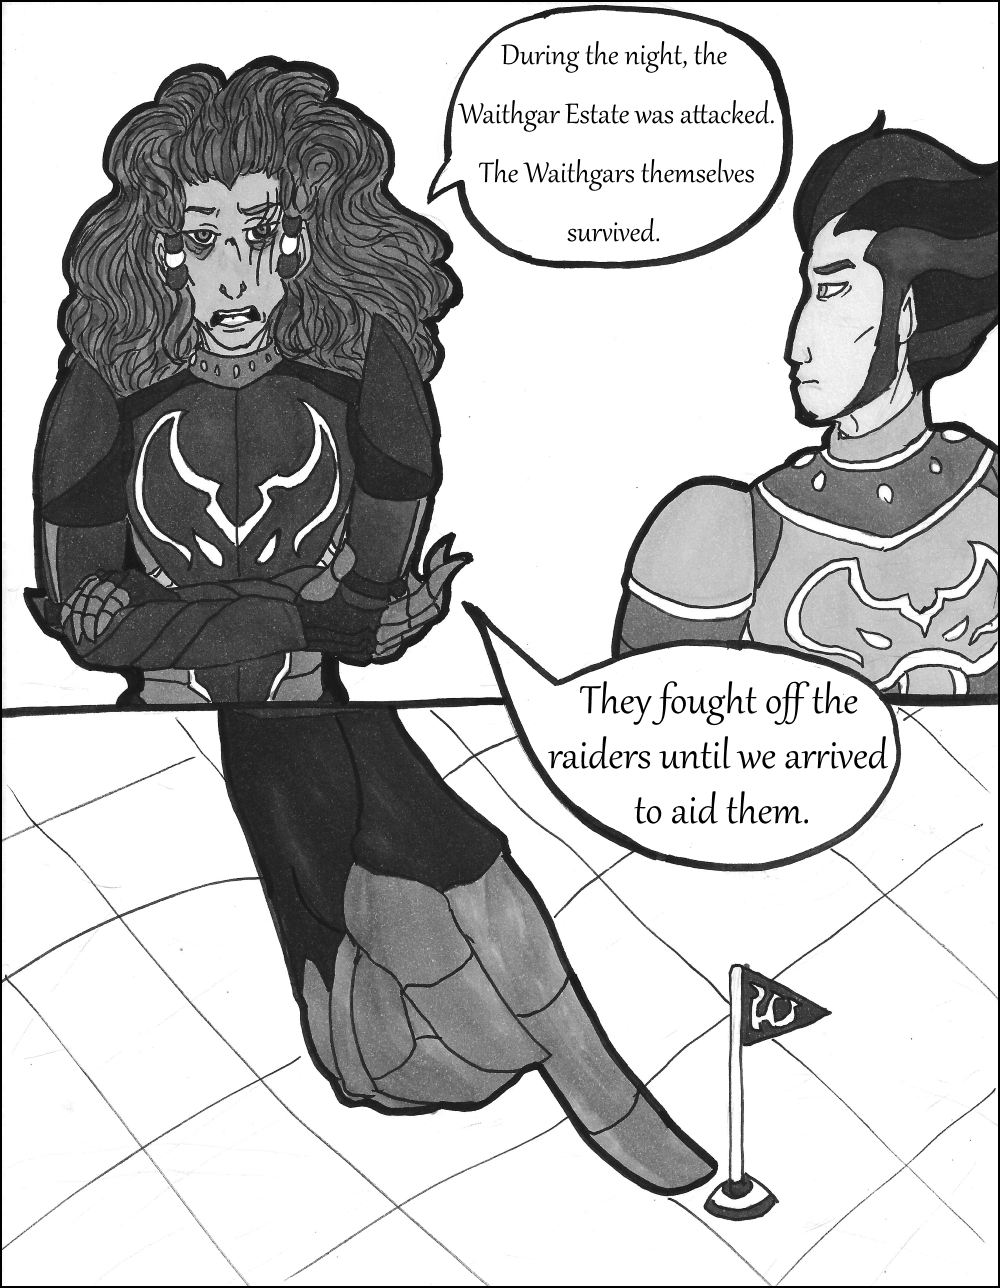 During the night, the
Waithgar Estate was attacked.
The Waithgars themselves
survived.
They fought off the
raiders until we arrived
to aid them.